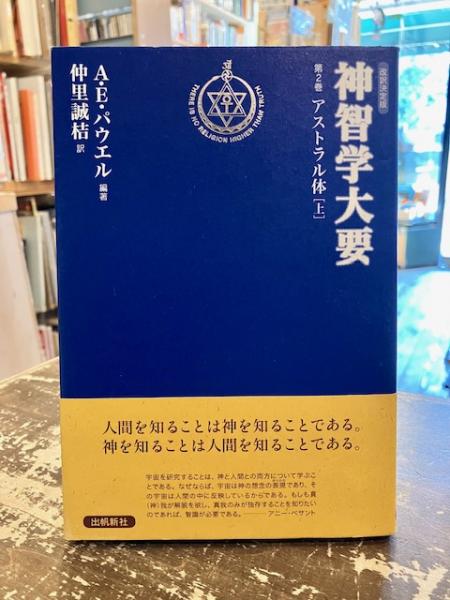 改訳決定版
神智学大要
第2巻 アストラル体［上］
THERE IS NO RELIGION HIGHER THAN TRUTH
A・E・パウエル 編著
仲里誠桔 訳
人間を知ることは神を知ることである。
神を知ることは人間を知ることである。
宇宙を研究することは、神と人間との両方について学ぶこ
とである。なぜならば、宇宙は神の想念の表現であり、そ
の宇宙は人間の中に反映しているからである。もしも真
(神)我が解脱を欲し、真我のみが独存することを知りたい
のであれば、智識が必要である。――――アニー・ベサント
出帆新社